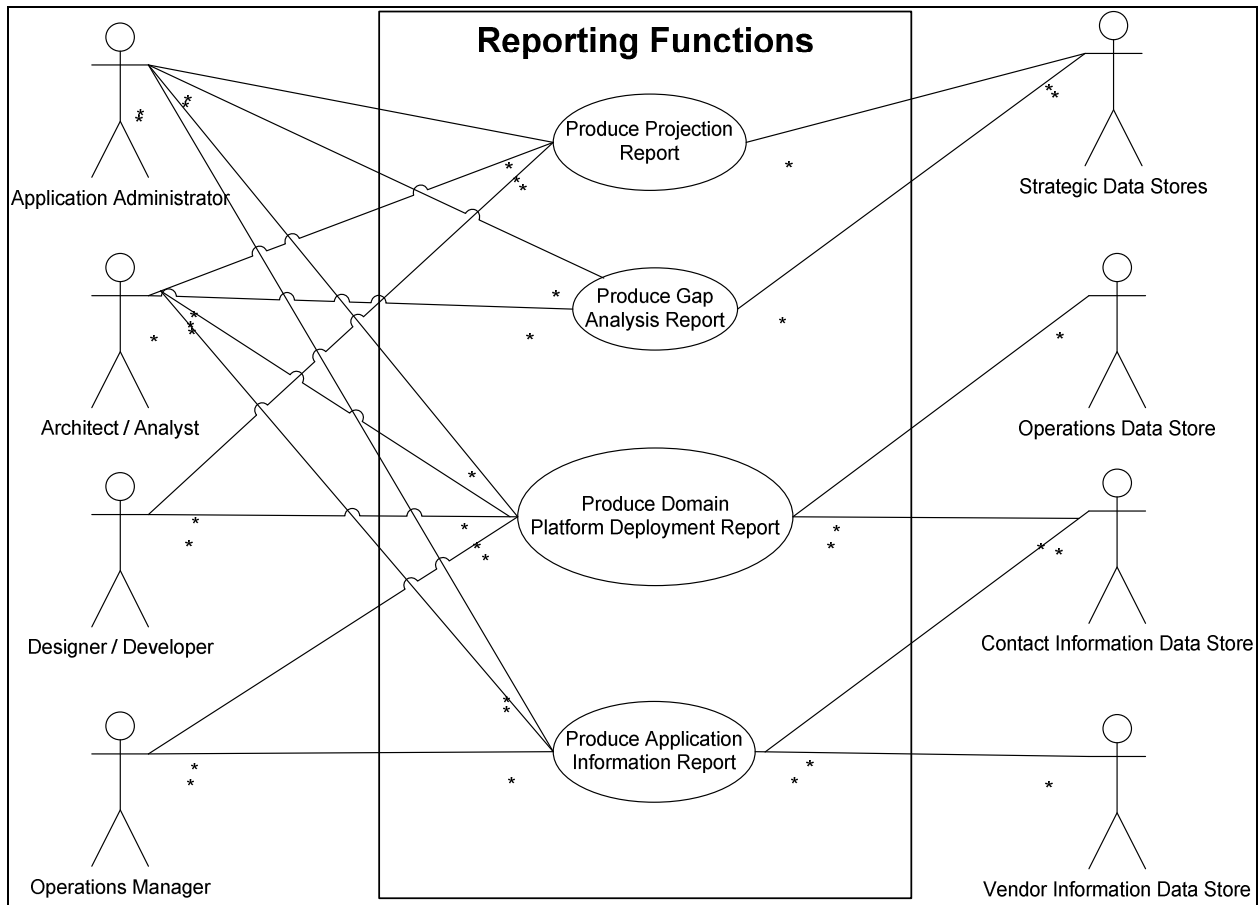 Reporting Functions
Application Administrator
Architect / Analyst
Designer / Developer
Operations Manager
Produce Projection
Report
Produce Gap
Analysis Report
Produce Domain
Platform Deployment Report
Produce Application
Information Report
Strategic Data Stores
Operations Data Store
Contact Information Data Store
Vendor Information Data Store